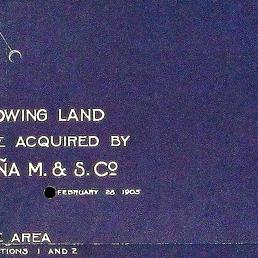 OWING LAND
E ACQUIRED BY
ÑA M. & S. Cº
FEBRUARY 28 1905
E AREA
TIONS 1 AND 2